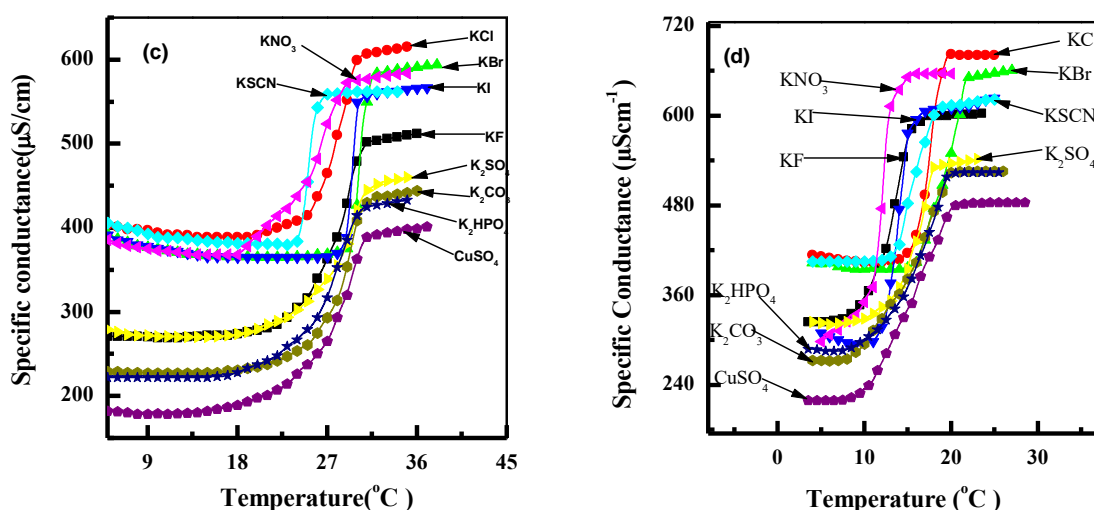 (c)
KNO3
KCl
KBr
KSCN
KI
KF
K2SO4
K2CO3
K2HPO4
CuSO4
600
500
400
300
200
9 18 27 36 45
Specific conductance(μS/cm)
Temperature(°C )
(d)
KC
KNO3
KBr
KI
KSCN
KF
K2SO4
K2HPO4
K2CO3
CuSO4
720
600
480
360
240
0 10 20 30
Specific Conductance (μScm-1)
Temperature (°C )